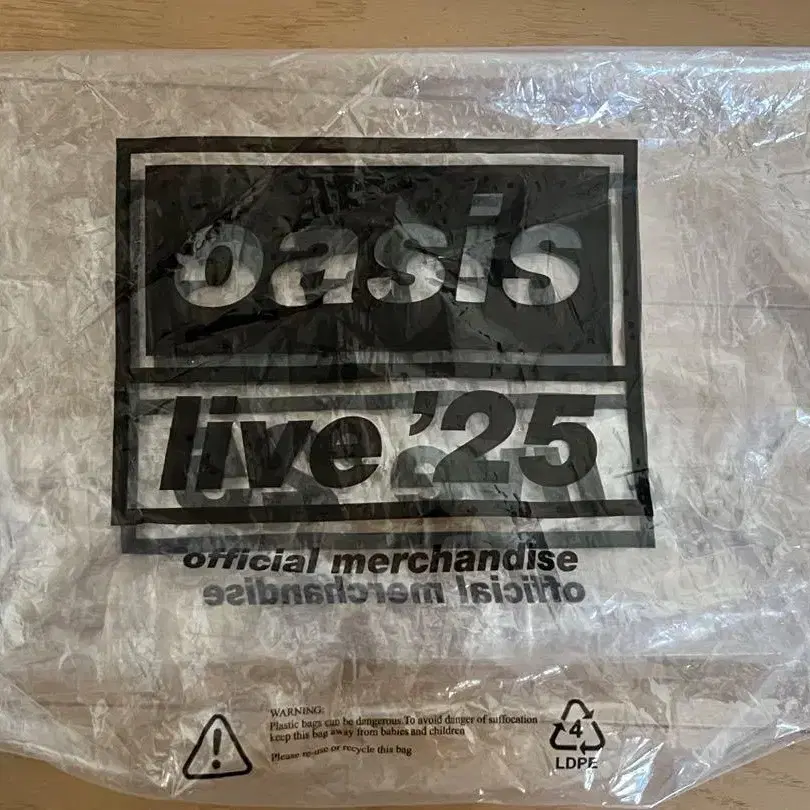 oasis
live '25
official merchandise
official merchandise
WARNING:
Plastic bags can be dangerous. To avoid danger of suffocation
keep this bag away from babies and children
Please re-use or recycle this bag
4
LDPE